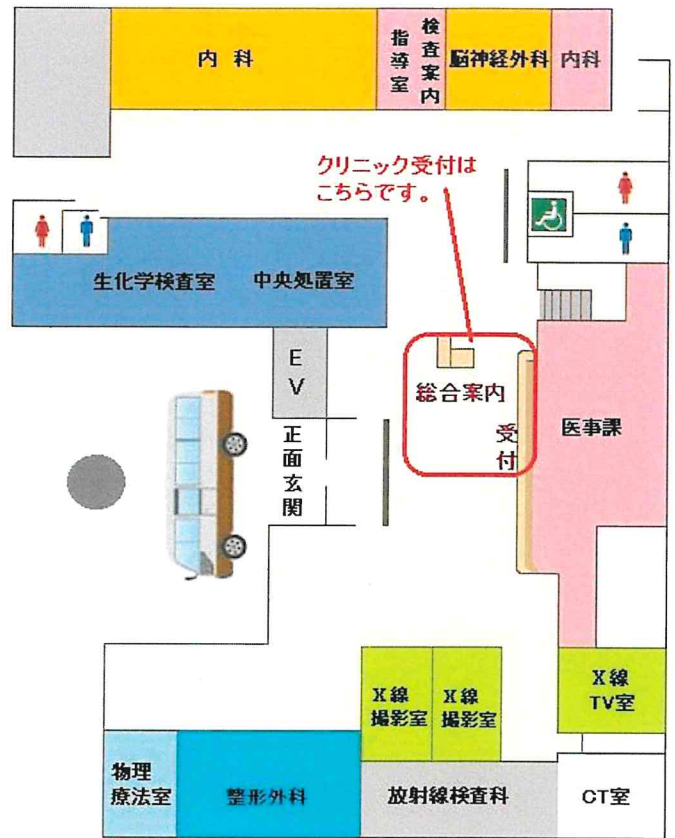 内 科
指導室
検査案内
脳神経外科
内科
クリニック受付は
こちらです。
生化学検査室
中央処置室
EV
総合案内
受付
医事課
正面玄関
X線
撮影室
X線
撮影室
X線
TV室
物理
療法室
整形外科
放射線検査科
CT室